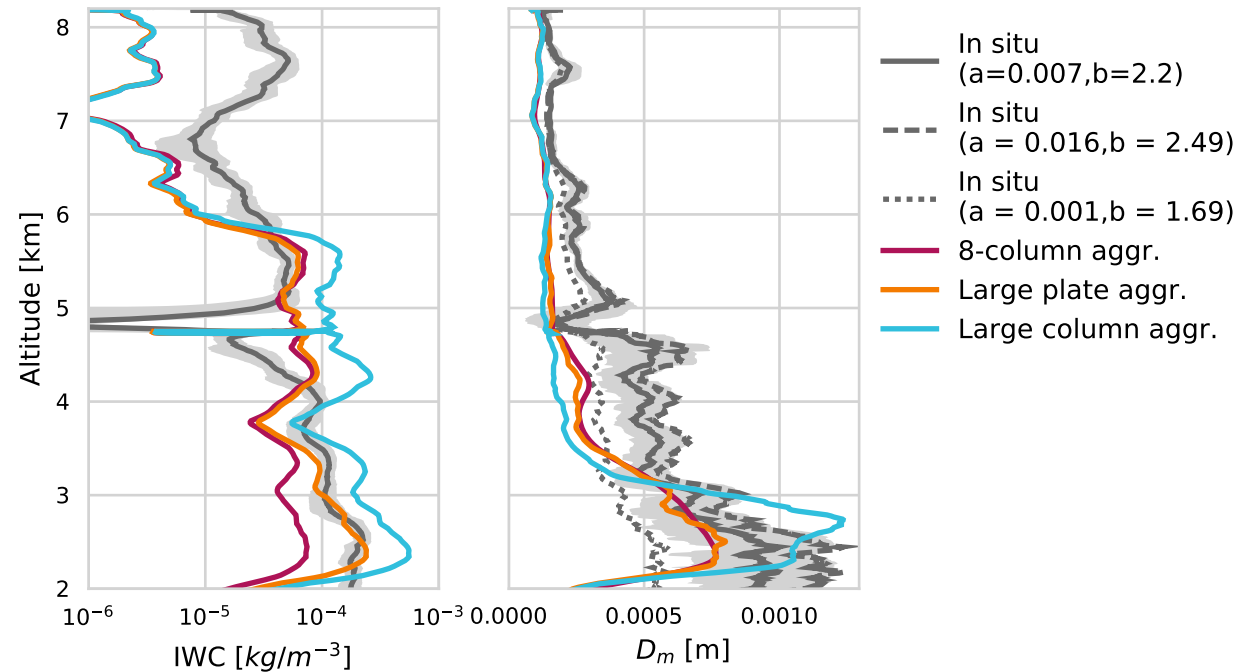 8
7
6
5
4
3
2
Altitude [km]
10⁻⁶
10⁻⁵
10⁻⁴
10⁻³
IWC [kg/m⁻³]
0.0000
0.0005
0.0010
Dₘ [m]
In situ
(a=0.007,b=2.2)
In situ
(a = 0.016,b = 2.49)
In situ
(a = 0.001,b = 1.69)
8-column aggr.
Large plate aggr.
Large column aggr.